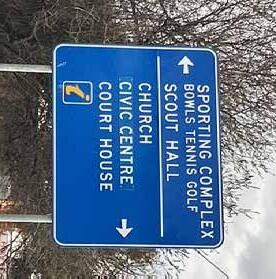 SPORTING COMPLEX
BOWLS TENNIS GOLF
SCOUT HALL
CHURCH
CIVIC CENTRE
COURT HOUSE
i